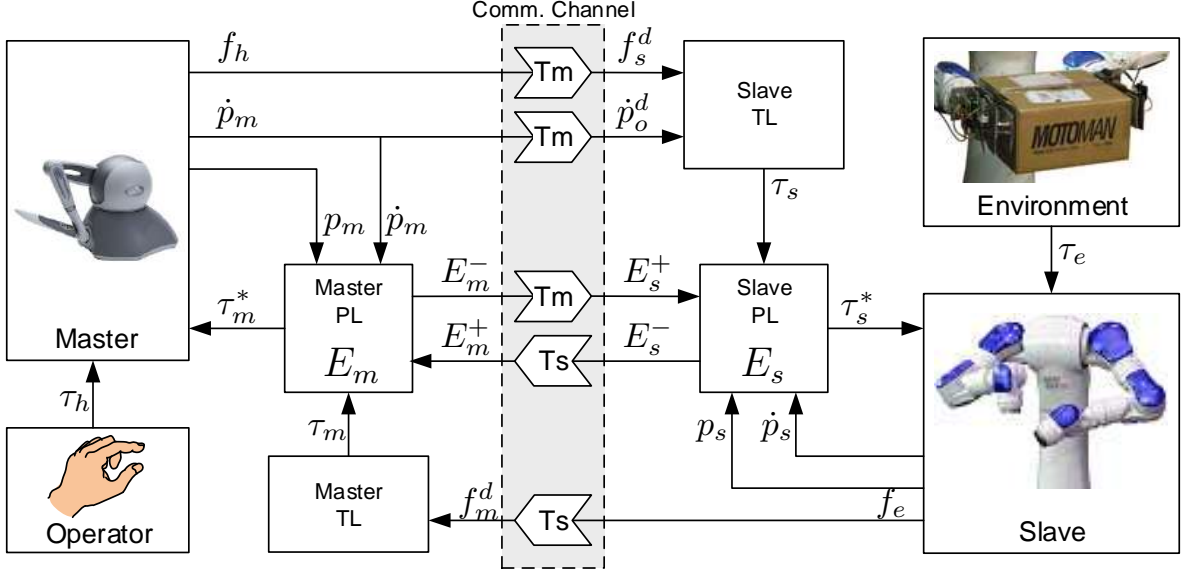 Comm. Channel
f_h
Tm
f_s^d
ṗ_m
Tm
ṗ_o^d
Slave
TL
MOTOMAN
Environment
p_m
ṗ_m
τ_s
τ_e
Master
PL
E_m
E_m^-
Tm
E_s^+
Slave
PL
E_s
τ_m^*
E_m^+
Ts
E_s^-
τ_s^*
Master
τ_h
τ_m
p_s
ṗ_s
Operator
Master
TL
f_m^d
Ts
f_e
Slave